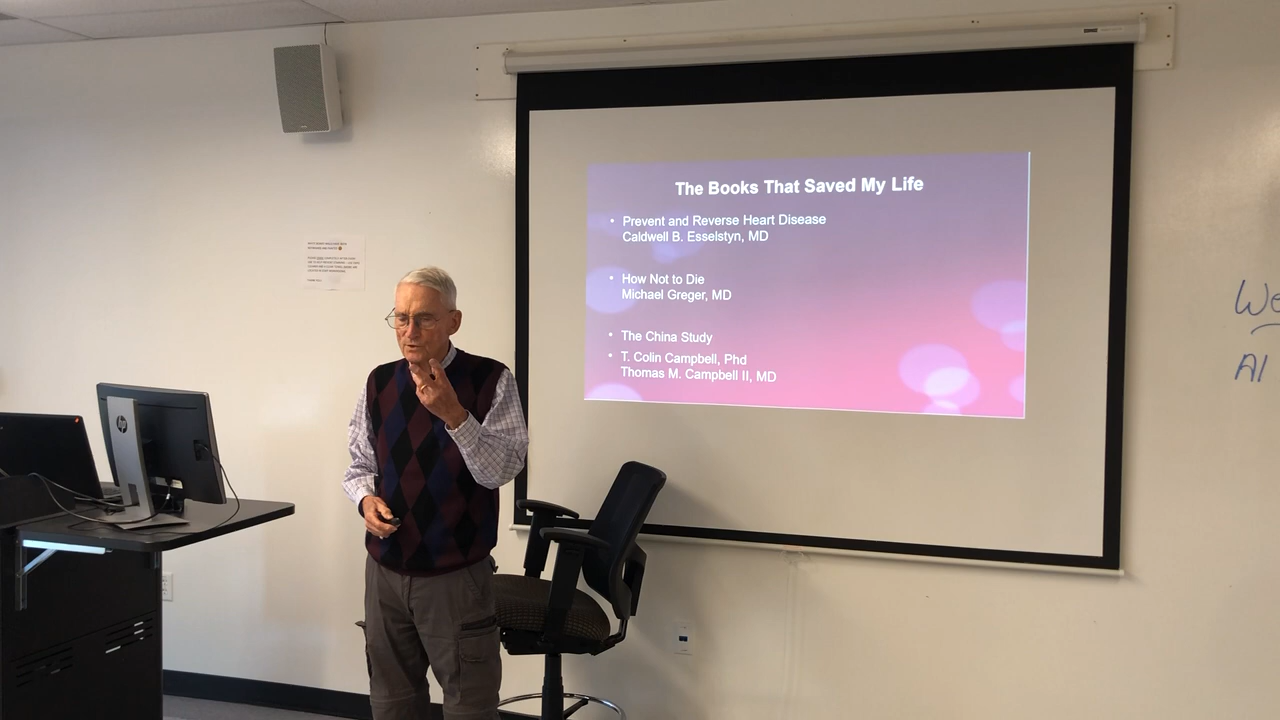 The Books That Saved My Life
• Prevent and Reverse Heart Disease
Caldwell B. Esselstyn, MD
• How Not to Die
Michael Greger, MD
• The China Study
• T. Colin Campbell, Phd
Thomas M. Campbell II, MD
We
AI
hp